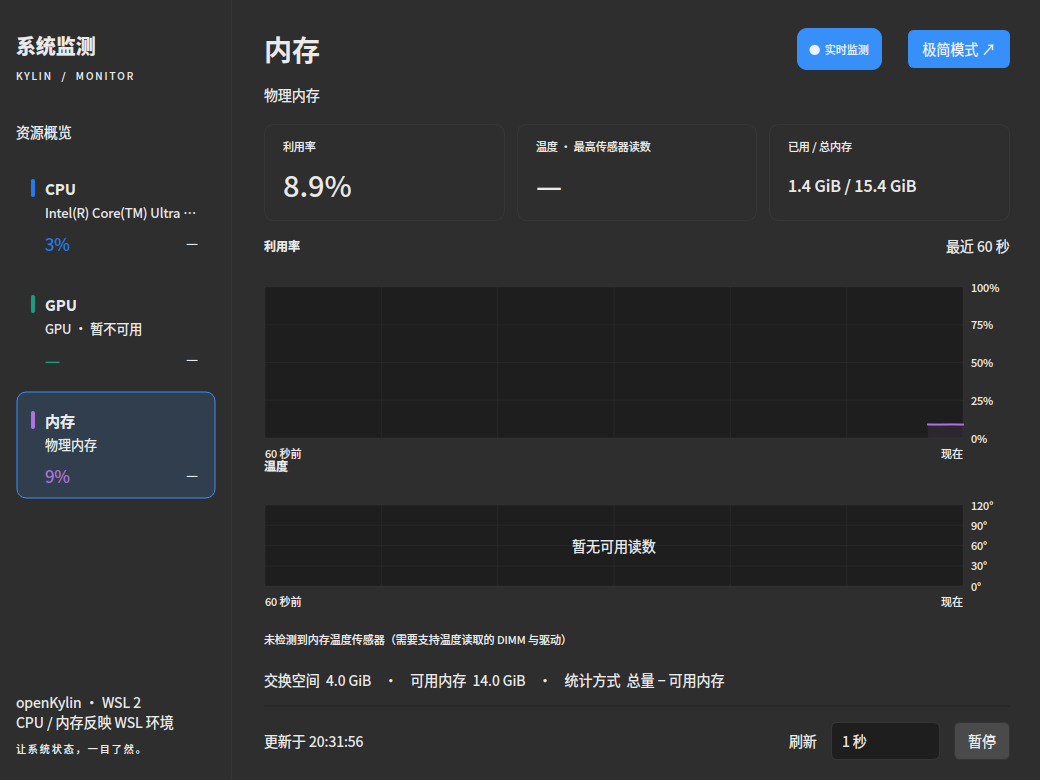 系统监测
KYLIN / MONITOR
资源概览
CPU
Intel(R) Core(TM) Ultra ···
3% —
GPU
GPU · 暂不可用
— —
内存
物理内存
9% —
openKylin · WSL 2
CPU / 内存反映 WSL 环境
让系统状态，一目了然。
内存
● 实时监测
极简模式 ↗
物理内存
利用率
8.9%
温度 · 最高传感器读数
—
已用 / 总内存
1.4 GiB / 15.4 GiB
利用率
最近 60 秒
100%
75%
50%
25%
0%
60 秒前
现在
温度
120°
90°
60°
30°
0°
暂无可用读数
60 秒前
现在
未检测到内存温度传感器（需要支持温度读取的 DIMM 与驱动）
交换空间 4.0 GiB · 可用内存 14.0 GiB · 统计方式 总量 − 可用内存
更新于 20:31:56
刷新
1 秒
暂停